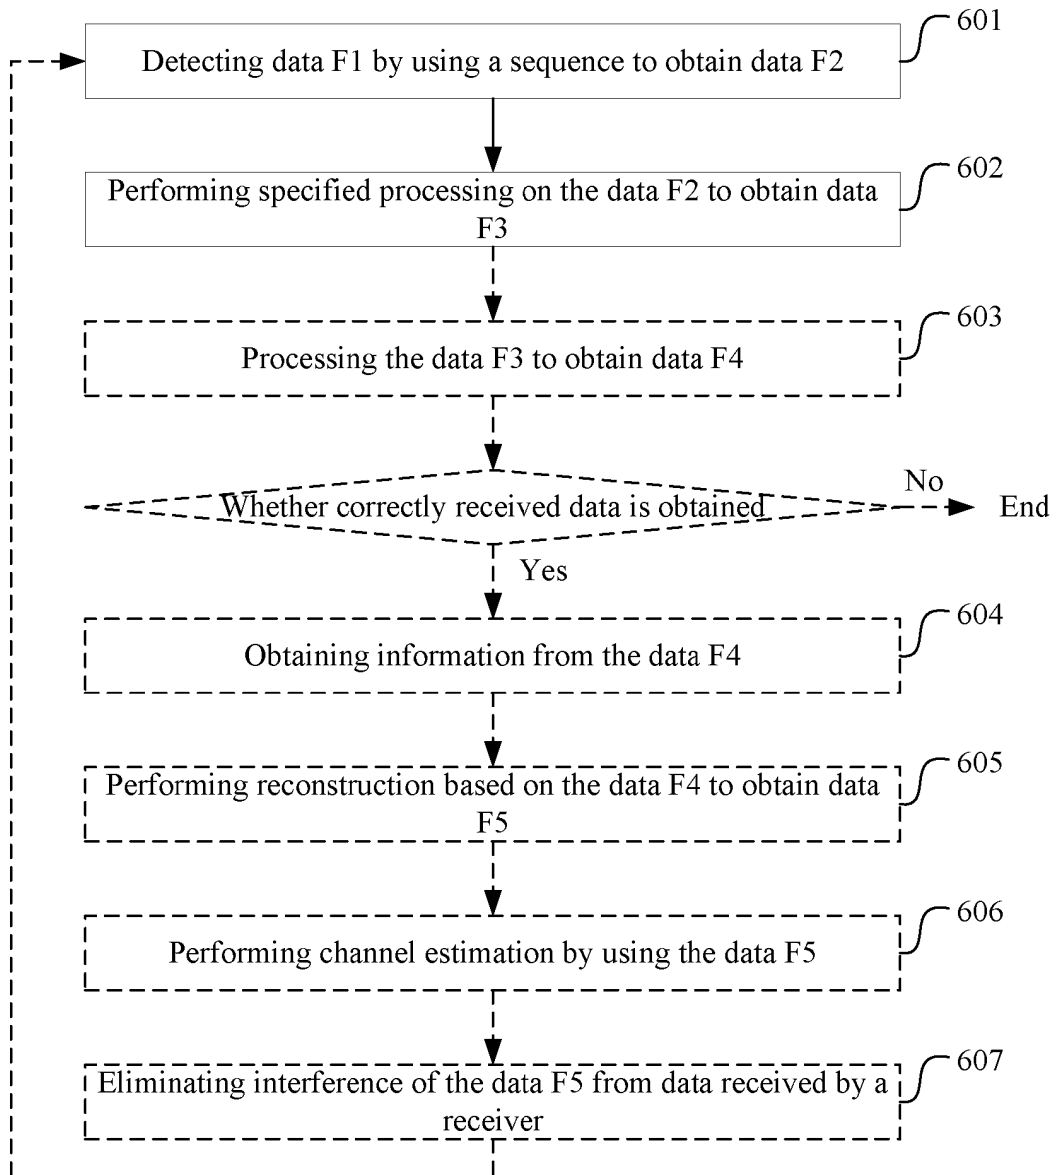 601
Detecting data F1 by using a sequence to obtain data F2
602
Performing specified processing on the data F2 to obtain data
F3
603
Processing the data F3 to obtain data F4
Whether correctly received data is obtained
No
End
Yes
604
Obtaining information from the data F4
605
Performing reconstruction based on the data F4 to obtain data
F5
606
Performing channel estimation by using the data F5
607
Eliminating interference of the data F5 from data received by a
receiver